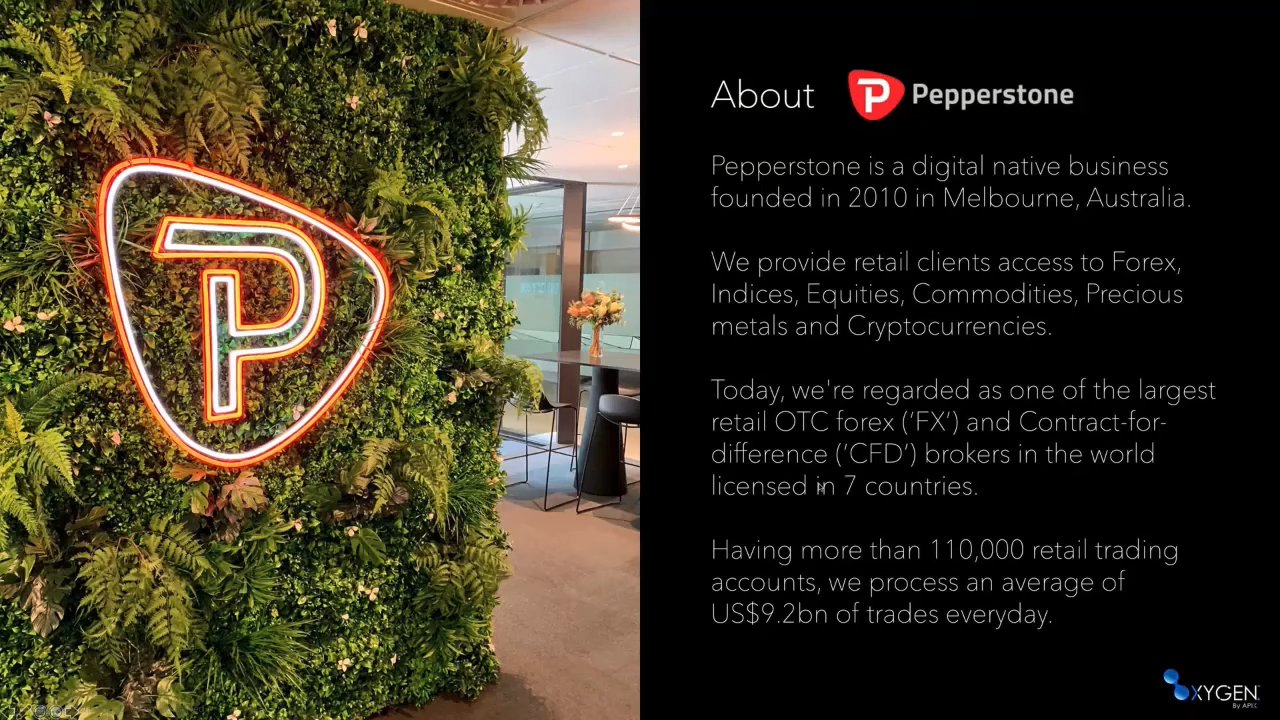 About Pepperstone
Pepperstone is a digital native business
founded in 2010 in Melbourne, Australia.
We provide retail clients access to Forex,
Indices, Equities, Commodities, Precious
metals and Cryptocurrencies.
Today, we're regarded as one of the largest
retail OTC forex (‘FX’) and Contract-for-
difference (‘CFD’) brokers in the world
licensed in 7 countries.
Having more than 110,000 retail trading
accounts, we process an average of
US$9.2bn of trades everyday.
OXYGEN
By APEC